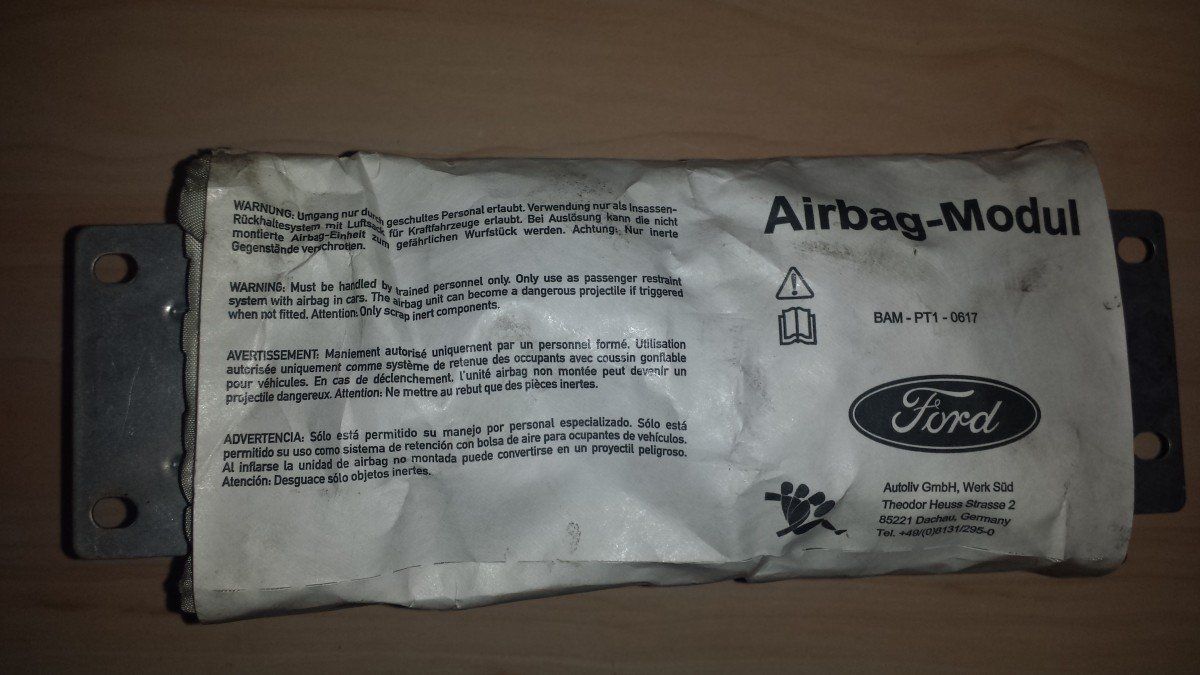 WARNUNG: Umgang nur durch geschultes Personal erlaubt. Verwendung nur als Insassen-
Rückhaltesystem mit Luftsack für Kraftfahrzeuge erlaubt. Bei Auslösung kann die nicht
montierte Airbag-Einheit zum gefährlichen Wurfstück werden. Achtung: Nur inerte
Gegenstände verschrotten.
WARNING: Must be handled by trained personnel only. Only use as passenger restraint
system with airbag in cars. The airbag unit can become a dangerous projectile if triggered
when not fitted. Attention: Only scrap inert components.
AVERTISSEMENT: Maniement autorisé uniquement par un personnel formé. Utilisation
autorisée uniquement comme système de retenue des occupants avec coussin gonflable
pour véhicules. En cas de déclenchement, l'unité airbag non montée peut devenir un
projectile dangereux. Attention: Ne mettre au rebut que des pièces inertes.
ADVERTENCIA: Sólo está permitido su manejo por personal especializado. Sólo está
permitido su uso como sistema de retención con bolsa de aire para ocupantes de vehículos.
Al inflarse la unidad de airbag no montada puede convertirse en un proyectil peligroso.
Atención: Desguace sólo objetos inertes.
Airbag-Modul
BAM - PT1 - 0617
Ford
Autoliv GmbH, Werk Süd
Theodor Heuss Strasse 2
85221 Dachau, Germany
Tel. +49/(0)8131/295-0